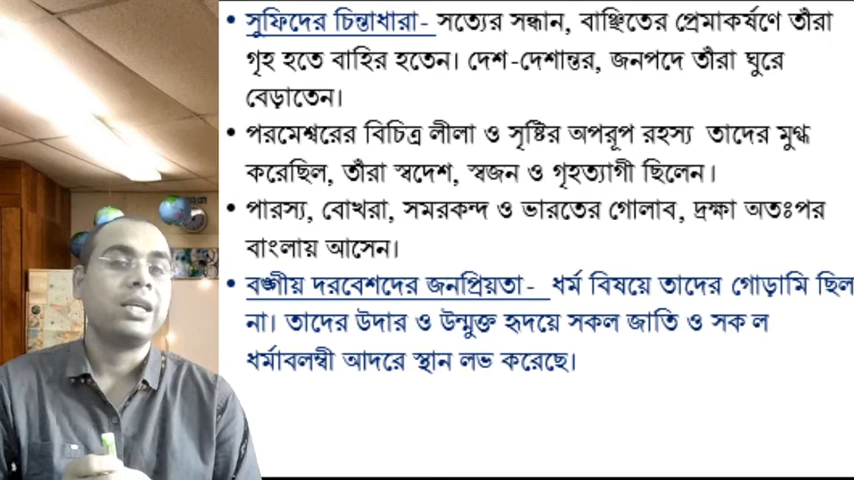 • সুফিদের চিন্তাধারা- সত্যের সন্ধান, বাঞ্ছিতের প্রেমাকর্ষণে তাঁরা
গৃহ হতে বাহির হতেন। দেশ-দেশান্তর, জনপদে তাঁরা ঘুরে
বেড়াতেন।
• পরমেশ্বরের বিচিত্র লীলা ও সৃষ্টির অপরূপ রহস্য তাদের মুগ্ধ
করেছিল, তাঁরা স্বদেশ, স্বজন ও গৃহত্যাগী ছিলেন।
• পারস্য, বোখরা, সমরকন্দ ও ভারতের গোলাব, দ্রক্ষা অতঃপর
বাংলায় আসেন।
• বঙ্গীয় দরবেশদের জনপ্রিয়তা- ধর্ম বিষয়ে তাদের গোড়ামি ছিল
না। তাদের উদার ও উন্মুক্ত হৃদয়ে সকল জাতি ও সক ল
ধর্মাবলম্বী আদরে স্থান লভ করেছে।